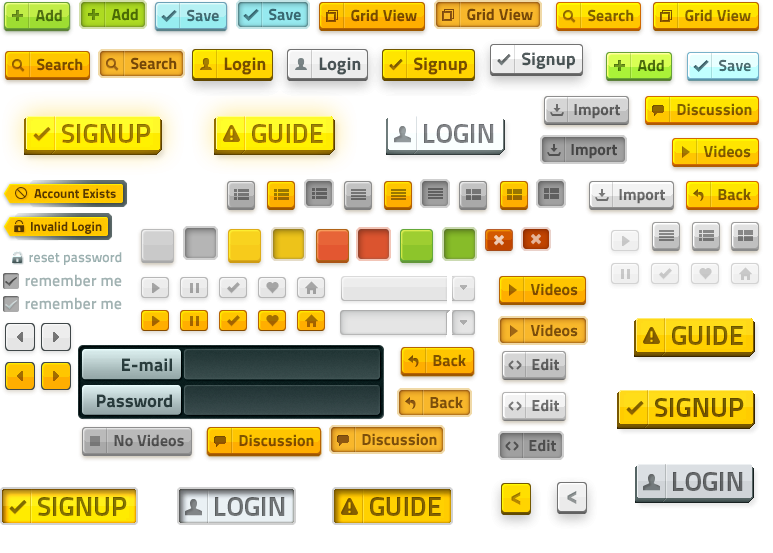 Add
Add
Save
Save
Grid View
Grid View
Search
Grid View
Search
Search
Login
Login
Signup
Signup
Add
Save
SIGNUP
GUIDE
LOGIN
Import
Discussion
Import
Videos
Account Exists
Import
Back
Invalid Login
reset password
remember me
remember me
Videos
Videos
GUIDE
E-mail
Back
Edit
Password
Back
Edit
SIGNUP
No Videos
Discussion
Discussion
Edit
LOGIN
SIGNUP
LOGIN
GUIDE